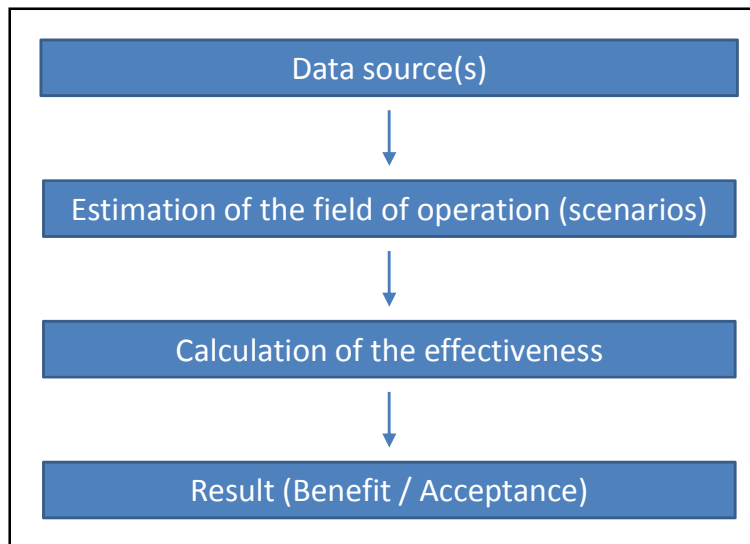 Data source(s)
Estimation of the field of operation (scenarios)
Calculation of the effectiveness
Result (Benefit / Acceptance)